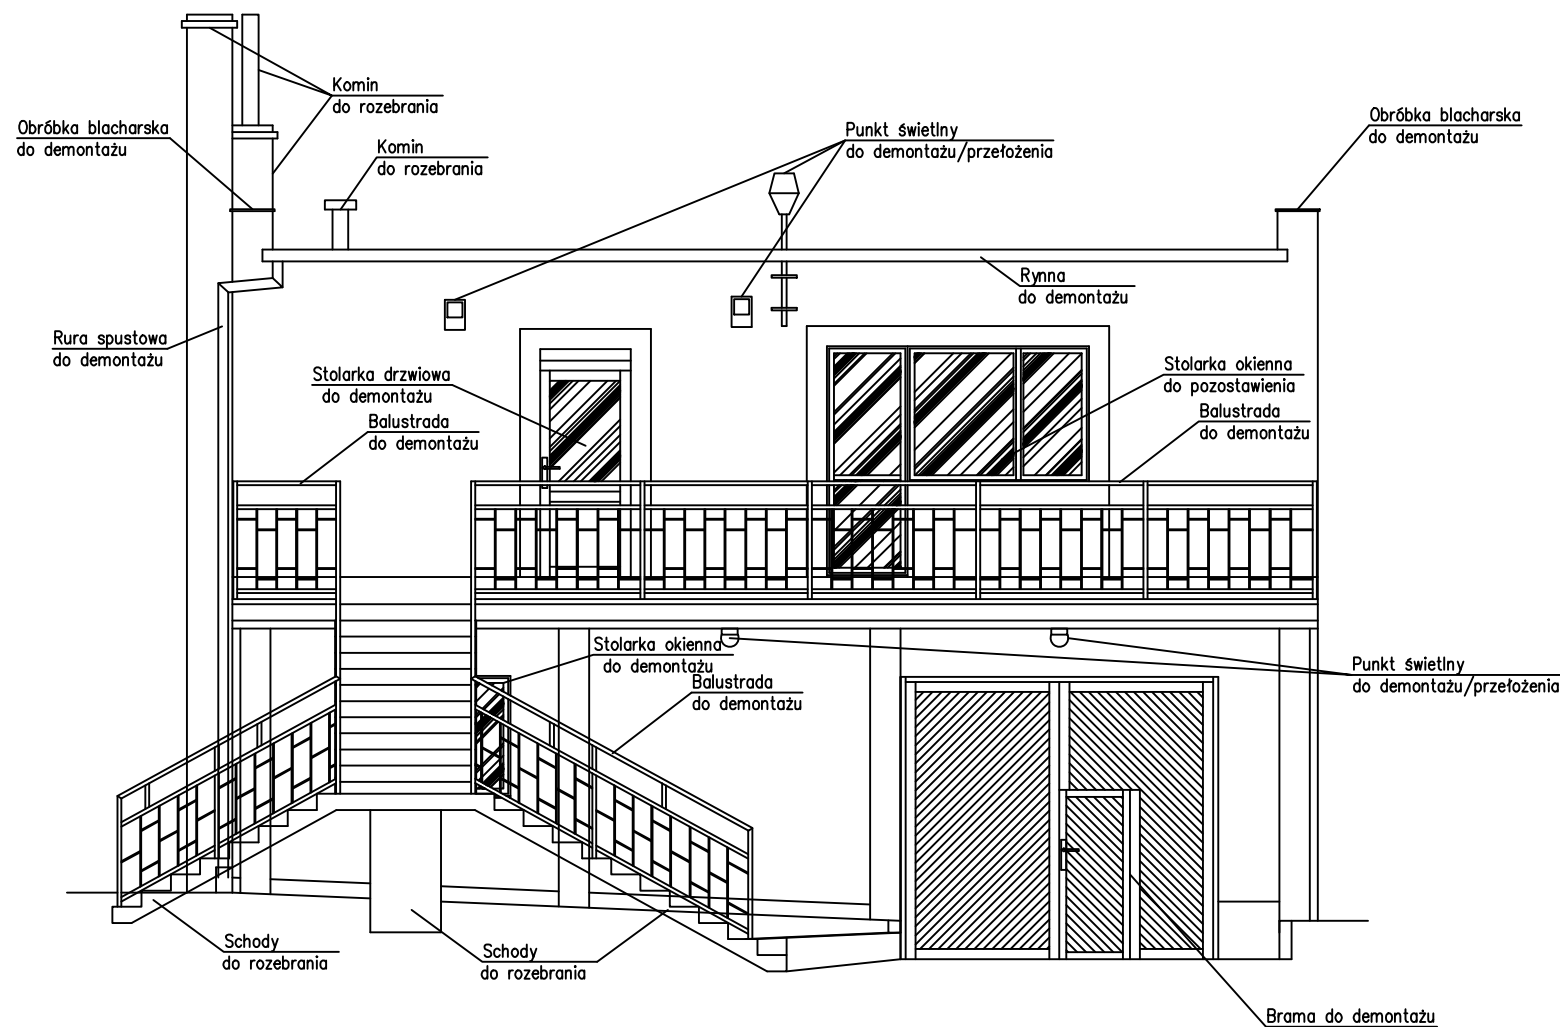 Komin
do rozebrania
Obróbka blacharska
do demontażu
Komin
do rozebrania
Punkt świetlny
do demontażu/przełożenia
Obróbka blacharska
do demontażu
Rynna
do demontażu
Rura spustowa
do demontażu
Stolarka drzwiowa
do demontażu
Stolarka okienna
do pozostawienia
Balustrada
do demontażu
Balustrada
do demontażu
Stolarka okienna
do demontażu
Balustrada
do demontażu
Punkt świetlny
do demontażu/przełożenia
Schody
do rozebrania
Schody
do rozebrania
Brama do demontażu